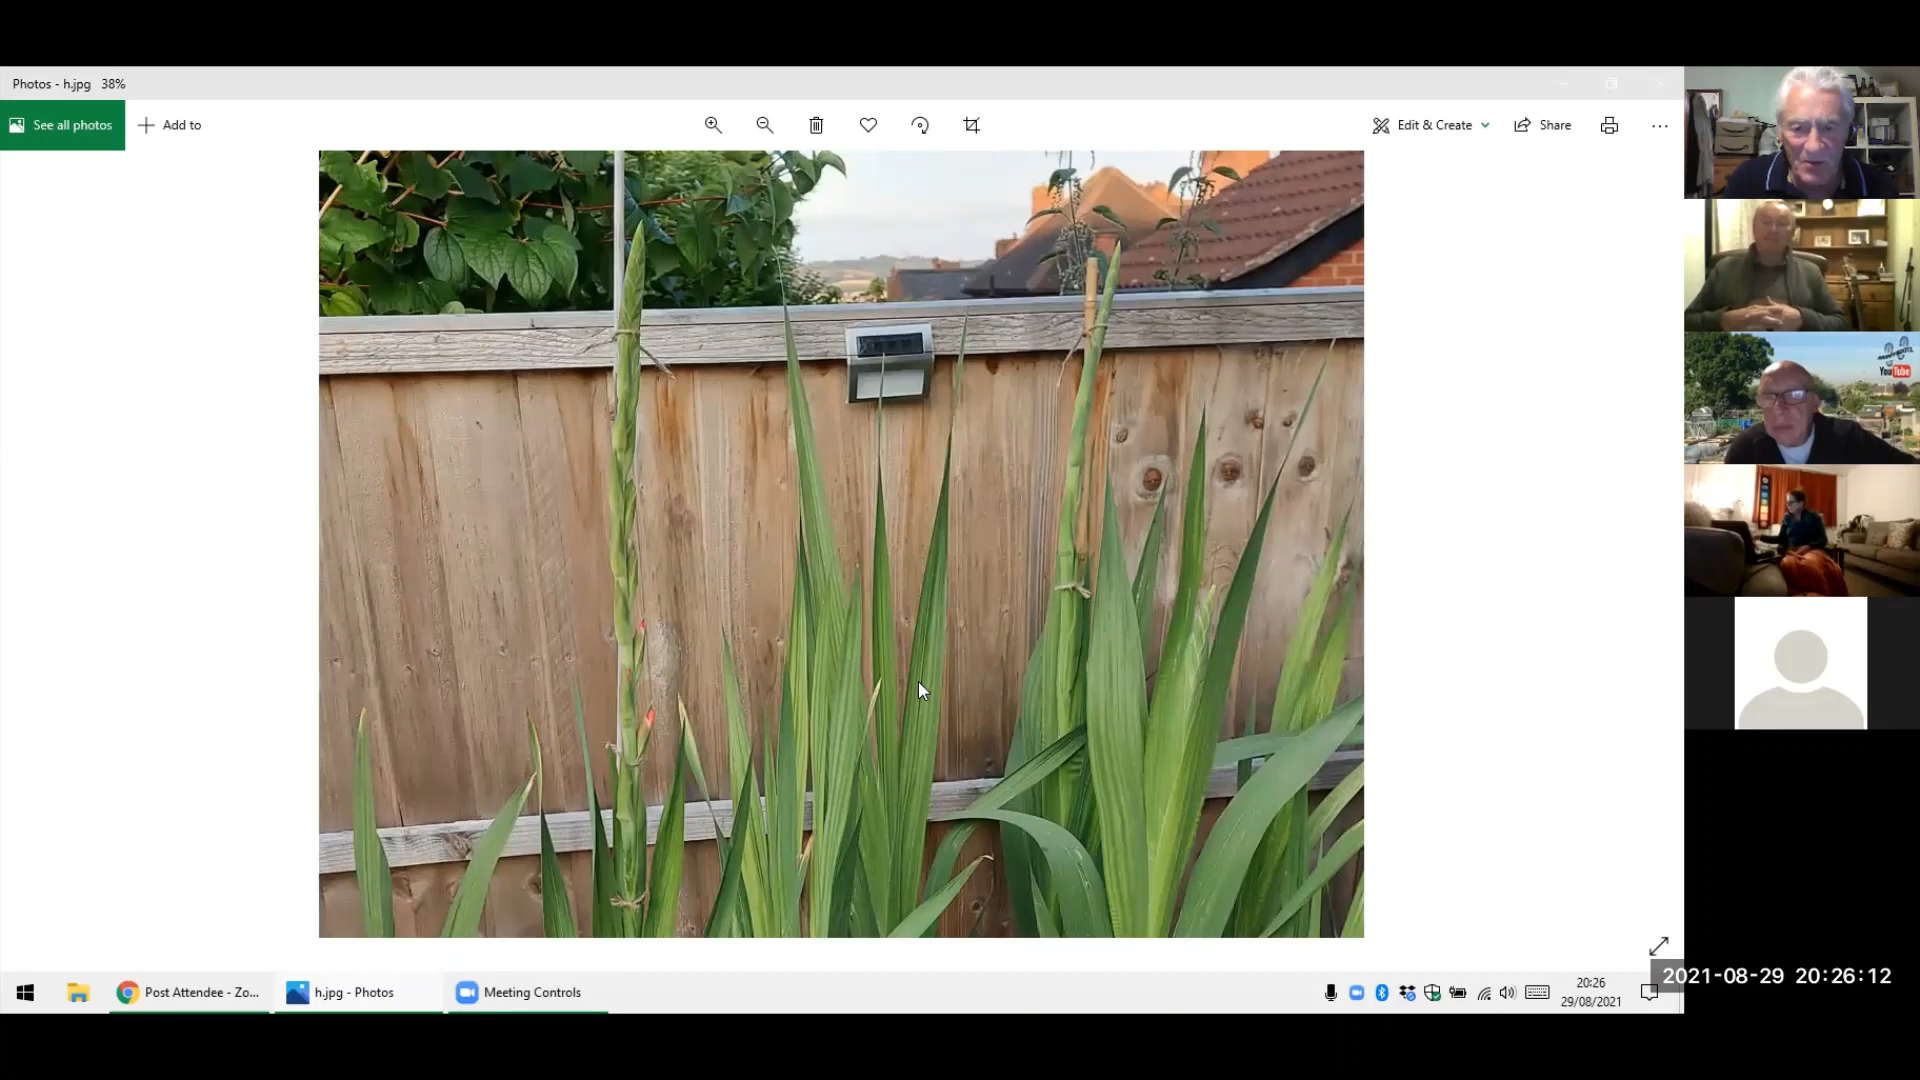 Photos - h.jpg 38%
See all photos
Add to
Edit & Create
Share
YouTube
Post Attendee - Zo...
h.jpg - Photos
Meeting Controls
20:26
29/08/2021
2021-08-29 20:26:12